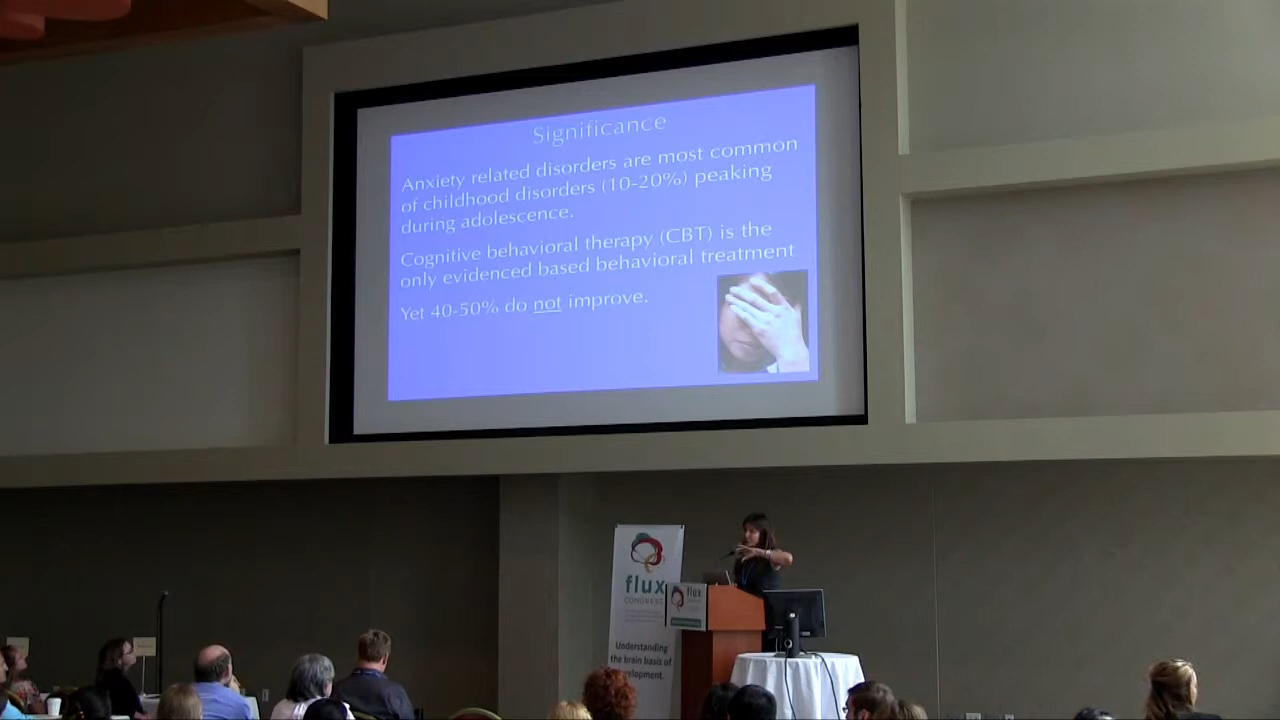 Significance
Anxiety related disorders are most common
of childhood disorders (10-20%) peaking
during adolescence.
Cognitive behavioral therapy (CBT) is the
only evidenced based behavioral treatment
Yet 40-50% do not improve.
flux
CONGRESS
Understanding
the brain basis of
development.
flux